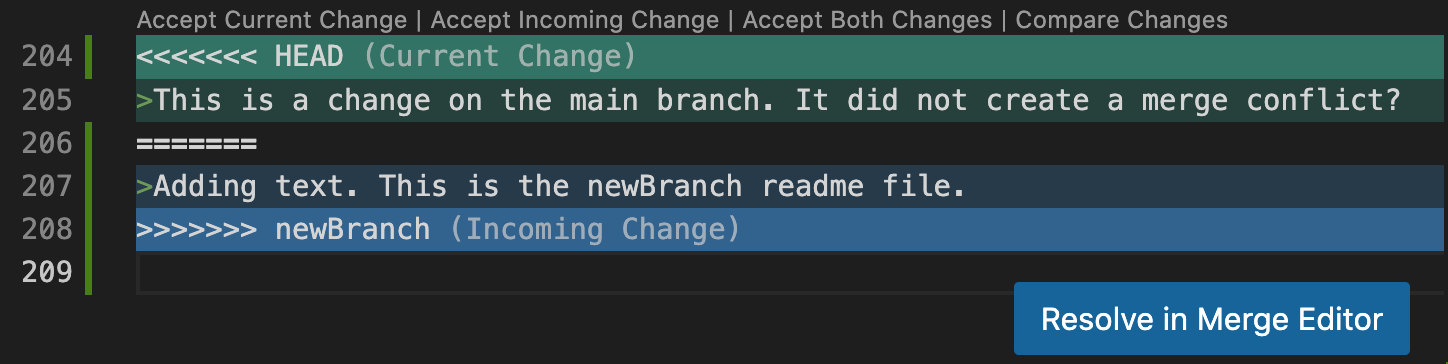 Accept Current Change | Accept Incoming Change | Accept Both Changes | Compare Changes
204 <<<<<<< HEAD (Current Change)
205 >This is a change on the main branch. It did not create a merge conflict?
206 =======
207 >Adding text. This is the newBranch readme file.
208 >>>>>>> newBranch (Incoming Change)
209
Resolve in Merge Editor